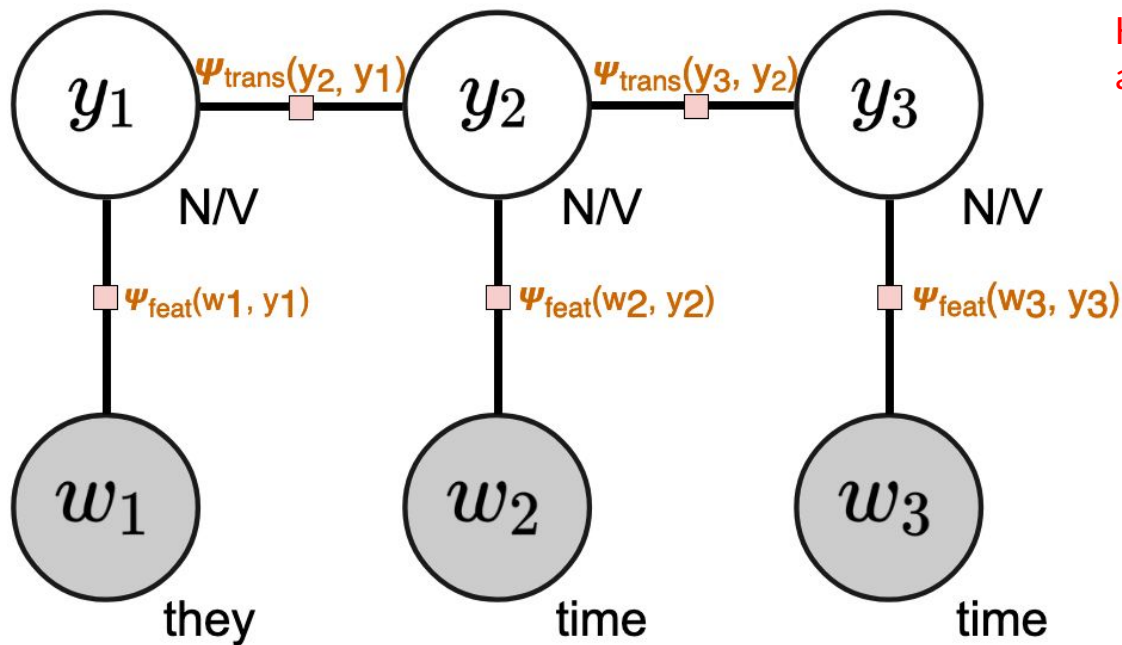 Ψtrans(y2, y1) Ψtrans(y3, y2)
y1 y2 y3
N/V N/V N/V
Ψfeat(w1, y1) Ψfeat(w2, y2) Ψfeat(w3, y3)
w1 w2 w3
they time time